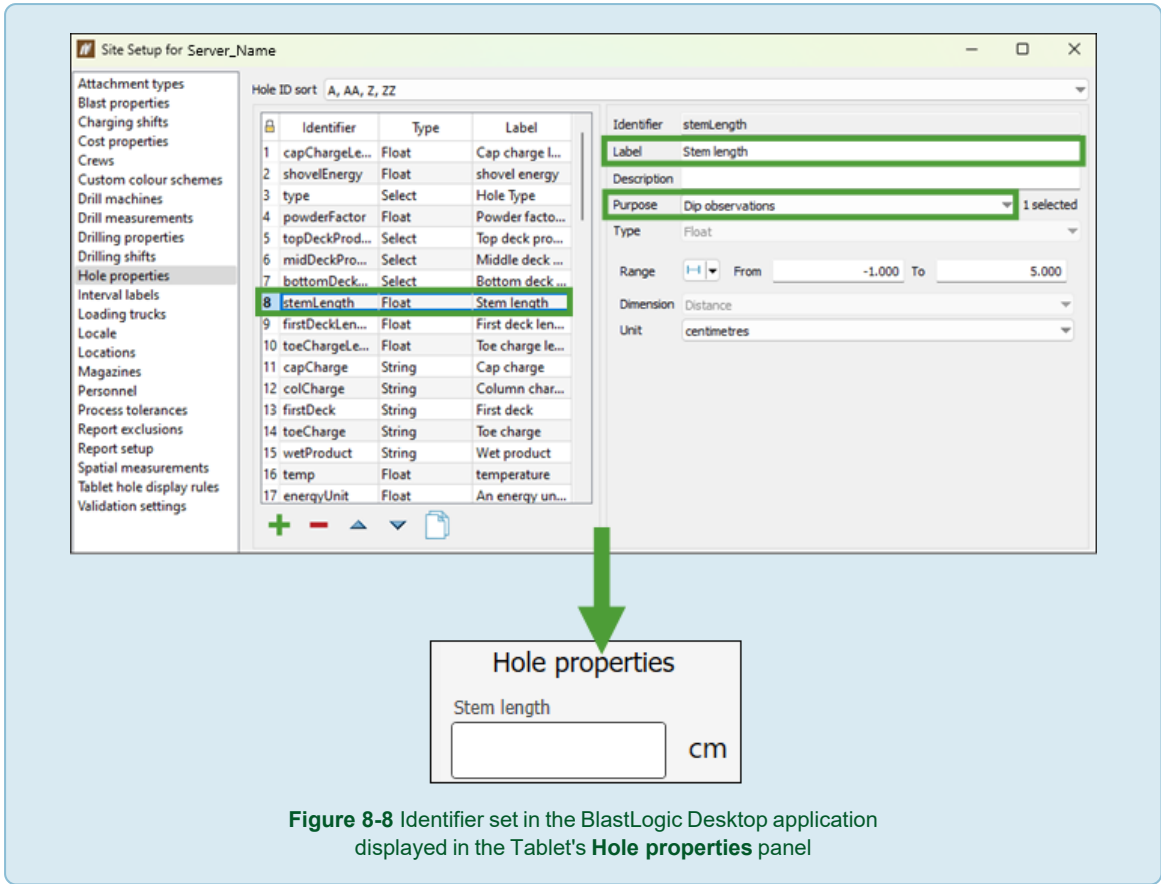 Site Setup for Server_Name
Attachment types
Blast properties
Charging shifts
Cost properties
Crews
Custom colour schemes
Drill machines
Drill measurements
Drilling properties
Drilling shifts
Hole properties
Interval labels
Loading trucks
Locale
Locations
Magazines
Personnel
Process tolerances
Report exclusions
Report setup
Spatial measurements
Tablet hole display rules
Validation settings
Hole ID sort A, AA, Z, ZZ
Identifier Type Label
1 capChargeLe... Float Cap charge l...
2 shovelEnergy Float shovel energy
3 type Select Hole Type
4 powderFactor Float Powder facto...
5 topDeckProd... Select Top deck pro...
6 midDeckPro... Select Middle deck ...
7 bottomDeck... Select Bottom deck ...
8 stemLength Float Stem length
9 firstDeckLen... Float First deck len...
10 toeChargeLe... Float Toe charge le...
11 capCharge String Cap charge
12 colCharge String Column char...
13 firstDeck String First deck
14 toeCharge String Toe charge
15 wetProduct String Wet product
16 temp Float temperature
17 energyUnit Float An energy un...
Identifier stemLength
Label Stem length
Description
Purpose Dip observations 1 selected
Type Float
Range From -1.000 To 5.000
Dimension Distance
Unit centimetres
Hole properties
Stem length
cm
Figure 8-8 Identifier set in the BlastLogic Desktop application
displayed in the Tablet's Hole properties panel